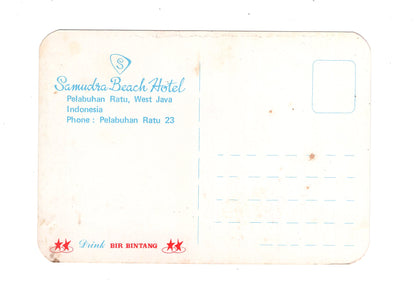 S
Samudra Beach Hotel
Pelabuhan Ratu, West Java
Indonesia
Phone : Pelabuhan Ratu 23
Drink BIR BINTANG